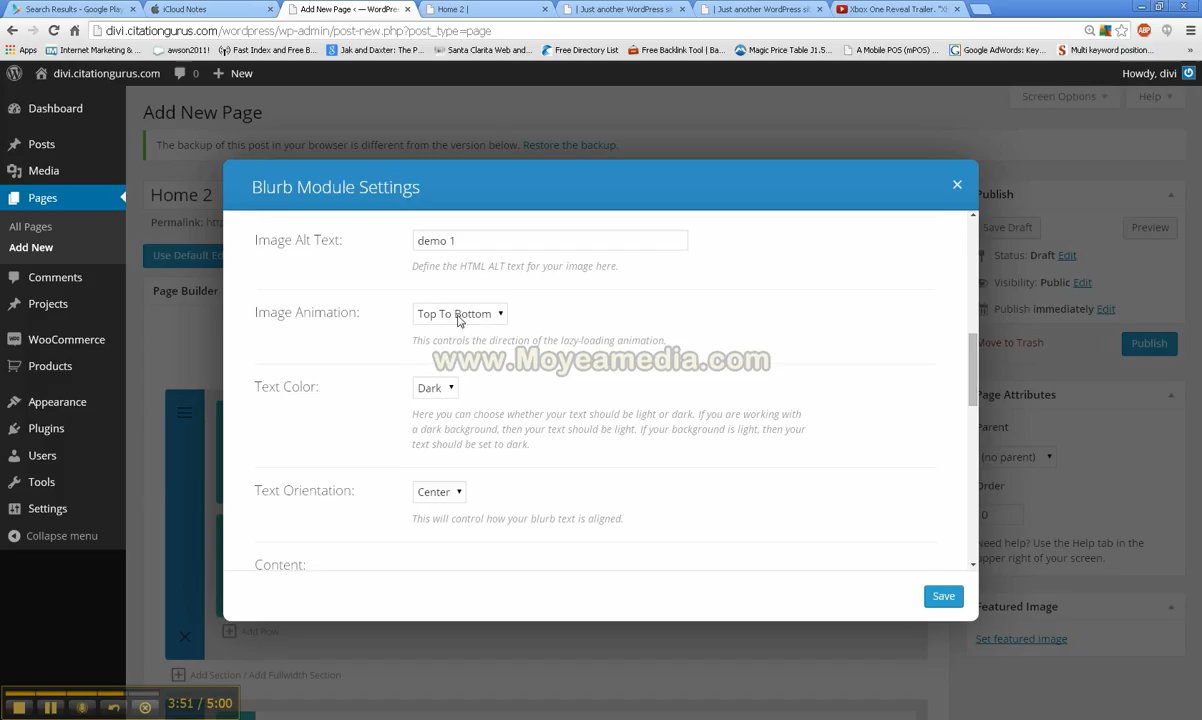 Search Results - Google Play
iCloud Notes
Add New Page < — WordPre
Home 2 |
| Just another WordPress si
| Just another WordPress si
Xbox One Reveal Trailer. "X
divi.citationgurus.com/wordpress/wp-admin/post-new.php?post_type=page
Apps
Internet Marketing & ...
awson2011!
Fast Index and Free B...
Jak and Daxter: The P...
Santa Clarita Web and...
Free Directory List
Free Backlink Tool | Ba...
Magic Price Table J1.5...
A Mobile POS (mPOS) ...
Google AdWords: Key...
Multi keyword position...
divi.citationgurus.com
0
New
Howdy, divi
Dashboard
Posts
Media
Pages
All Pages
Add New
Comments
Projects
WooCommerce
Products
Appearance
Plugins
Users
Tools
Settings
Collapse menu
Screen Options
Help
Add New Page
The backup of this post in your browser is different from the version below. Restore the backup.
Home 2
Permalink:
Use Default Ed
Page Builder
Blurb Module Settings
Image Alt Text:
demo 1
Define the HTML ALT text for your image here.
Image Animation:
Top To Bottom
This controls the direction of the lazy-loading animation.
www.Moyeamedia.com
Text Color:
Dark
Here you can choose whether your text should be light or dark. If you are working with
a dark background, then your text should be light. If your background is light, then your
text should be set to dark.
Text Orientation:
Center
This will control how your blurb text is aligned.
Content:
Save
Add Row
Add Section / Add Fullwidth Section
Publish
Save Draft
Preview
Status: Draft Edit
Visibility: Public Edit
Publish immediately Edit
Move to Trash
Publish
Page Attributes
Parent
(no parent)
Order
0
Need help? Use the Help tab in the
upper right of your screen.
Featured Image
Set featured image
3:51 / 5:00